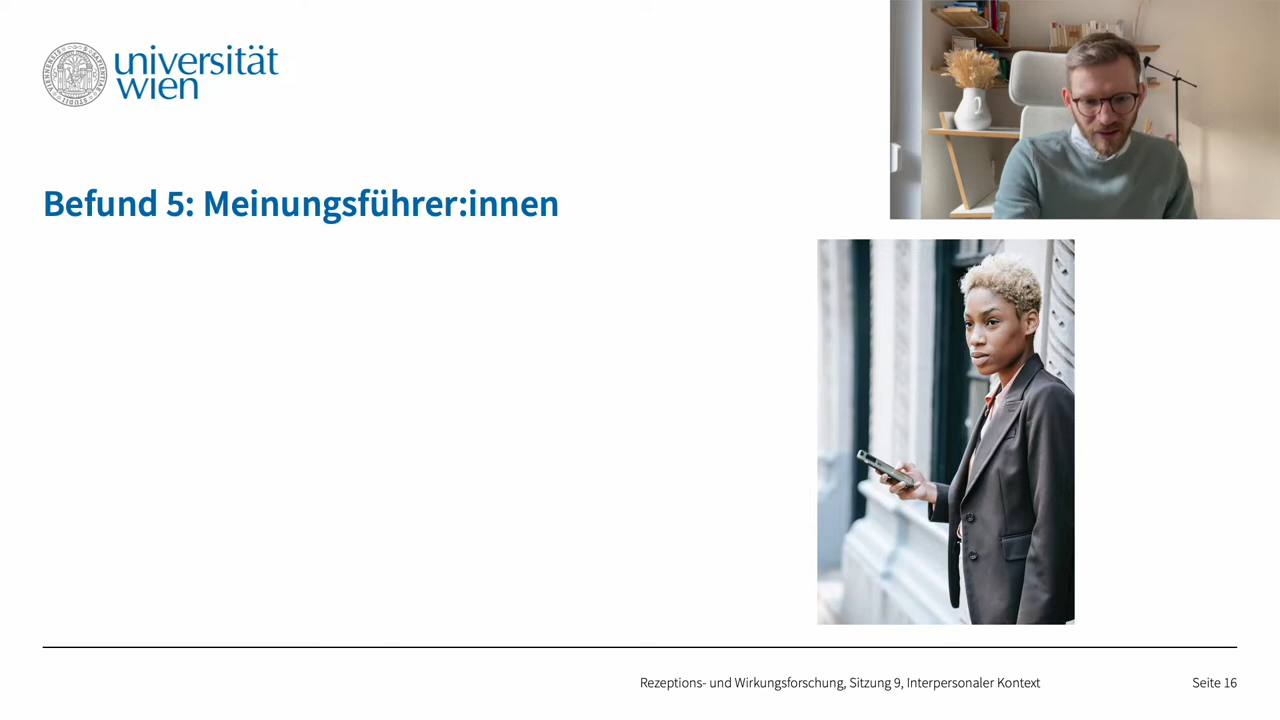 universität
wien
Befund 5: Meinungsführer:innen
Rezeptions- und Wirkungsforschung, Sitzung 9, Interpersonaler Kontext
Seite 16